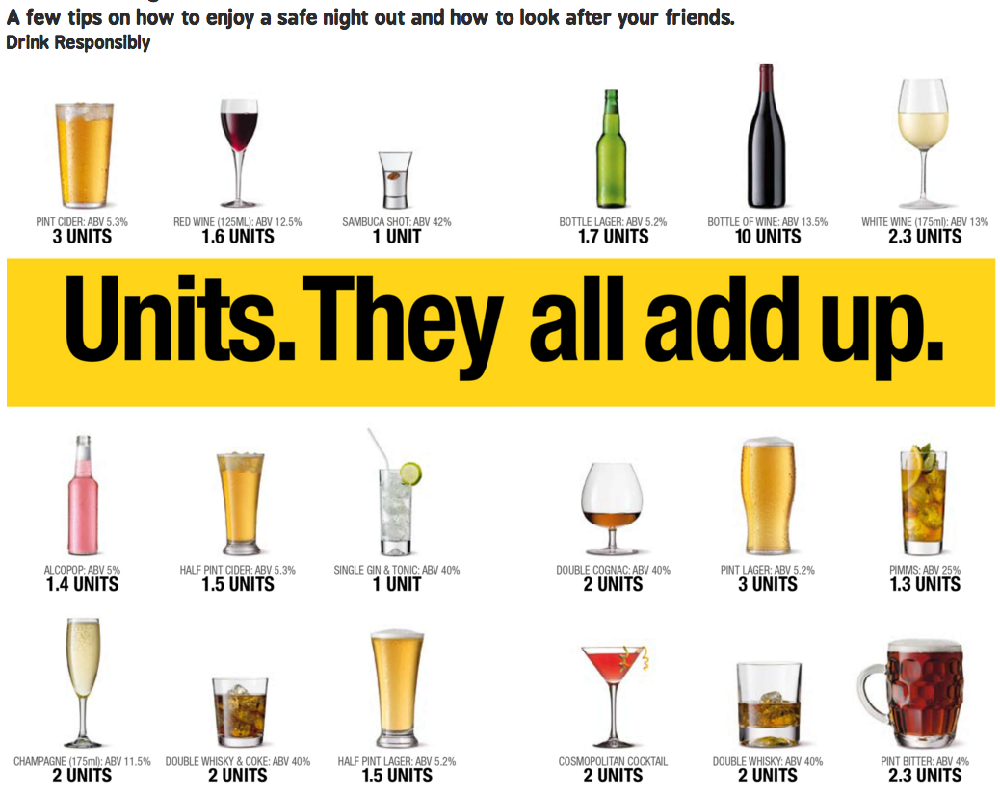 A few tips on how to enjoy a safe night out and how to look after your friends.
Drink Responsibly
PINT CIDER: ABV 5.3%
3 UNITS
RED WINE (125ML): ABV 12.5%
1.6 UNITS
SAMBUCA SHOT: ABV 42%
1 UNIT
BOTTLE LAGER: ABV 5.2%
1.7 UNITS
BOTTLE OF WINE: ABV 13.5%
10 UNITS
WHITE WINE (175ml): ABV 13%
2.3 UNITS
Units. They all add up.
ALCOPOP: ABV 5%
1.4 UNITS
HALF PINT CIDER: ABV 5.3%
1.5 UNITS
SINGLE GIN & TONIC: ABV 40%
1 UNIT
DOUBLE COGNAC: ABV 40%
2 UNITS
PINT LAGER: ABV 5.2%
3 UNITS
PIMMS: ABV 25%
1.3 UNITS
CHAMPAGNE (175ml): ABV 11.5%
2 UNITS
DOUBLE WHISKY & COKE: ABV 40%
2 UNITS
HALF PINT LAGER: ABV 5.2%
1.5 UNITS
COSMOPOLITAN COCKTAIL
2 UNITS
DOUBLE WHISKY: ABV 40%
2 UNITS
PINT BITTER: ABV 4%
2.3 UNITS